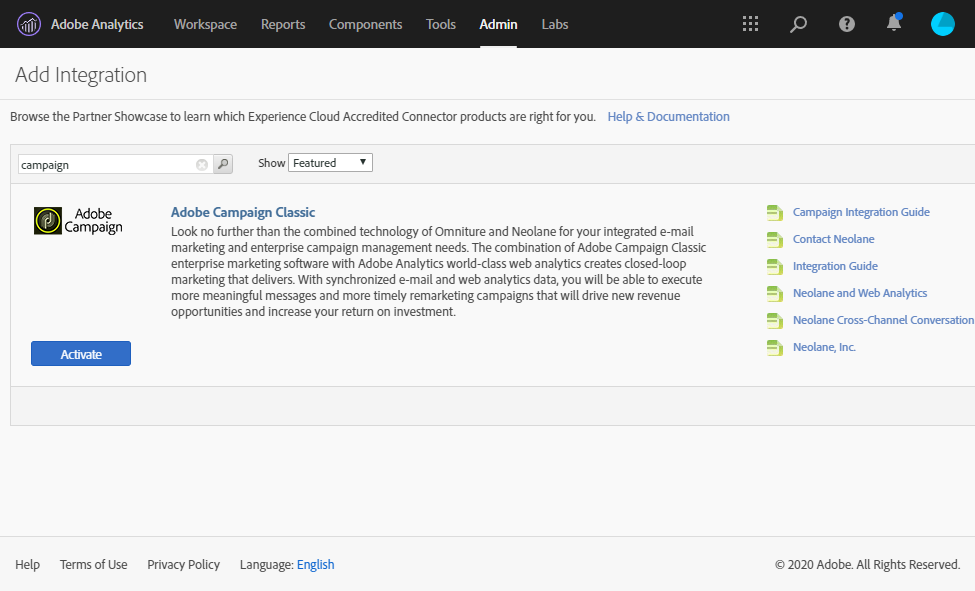 Adobe Analytics Workspace Reports Components Tools Admin Labs
Add Integration
Browse the Partner Showcase to learn which Experience Cloud Accredited Connector products are right for you. Help & Documentation
campaign Show Featured
Adobe
Campaign
Adobe Campaign Classic
Look no further than the combined technology of Omniture and Neolane for your integrated e-mail
marketing and enterprise campaign management needs. The combination of Adobe Campaign Classic
enterprise marketing software with Adobe Analytics world-class web analytics creates closed-loop
marketing that delivers. With synchronized e-mail and web analytics data, you will be able to execute
more meaningful messages and more timely remarketing campaigns that will drive new revenue
opportunities and increase your return on investment.
Activate
Campaign Integration Guide
Contact Neolane
Integration Guide
Neolane and Web Analytics
Neolane Cross-Channel Conversation
Neolane, Inc.
Help Terms of Use Privacy Policy Language: English © 2020 Adobe. All Rights Reserved.